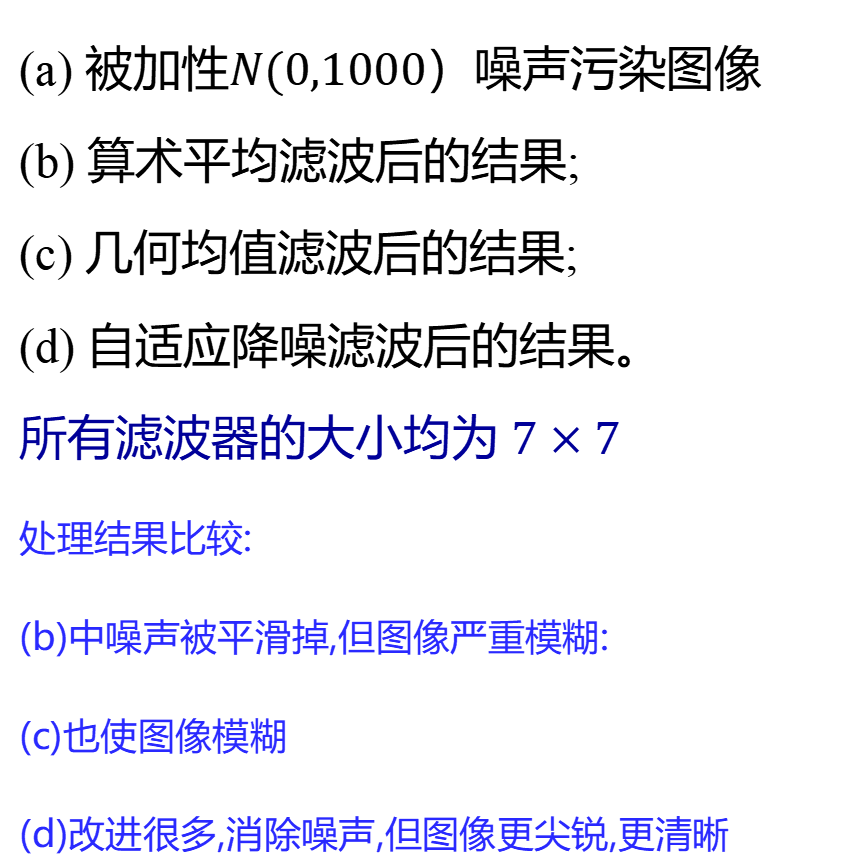 (a) 被加性N(0,1000）噪声污染图像
(b) 算术平均滤波后的结果;
(c) 几何均值滤波后的结果;
(d) 自适应降噪滤波后的结果。
所有滤波器的大小均为 7 × 7
处理结果比较:
(b)中噪声被平滑掉,但图像严重模糊:
(c)也使图像模糊
(d)改进很多,消除噪声,但图像更尖锐,更清晰